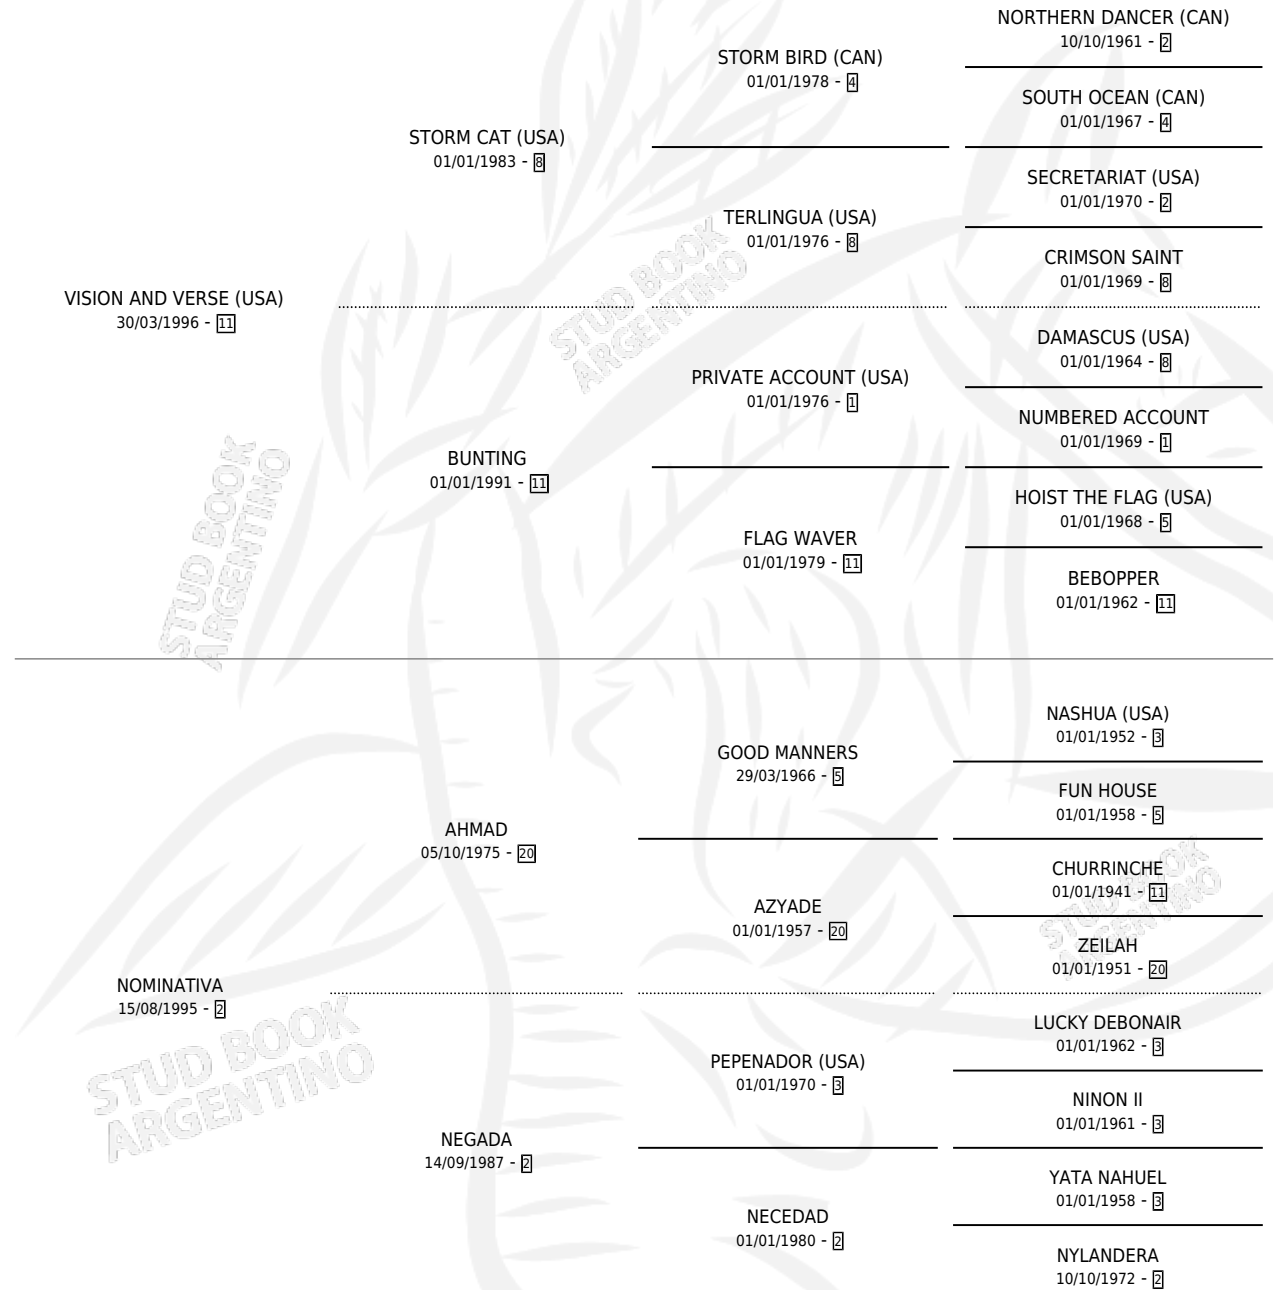 NORTHERN DANCER (CAN)
10/10/1961 - 2
STORM BIRD (CAN)
01/01/1978 - 4
SOUTH OCEAN (CAN)
01/01/1967 - 4
STORM CAT (USA)
01/01/1983 - 8
SECRETARIAT (USA)
01/01/1970 - 2
TERLINGUA (USA)
01/01/1976 - 8
CRIMSON SAINT
01/01/1969 - 8
VISION AND VERSE (USA)
30/03/1996 - 11
DAMASCUS (USA)
01/01/1964 - 8
PRIVATE ACCOUNT (USA)
01/01/1976 - 1
NUMBERED ACCOUNT
01/01/1969 - 1
BUNTING
01/01/1991 - 11
HOIST THE FLAG (USA)
01/01/1968 - 5
FLAG WAVER
01/01/1979 - 11
BEBOPPER
01/01/1962 - 11
NASHUA (USA)
01/01/1952 - 3
GOOD MANNERS
29/03/1966 - 5
FUN HOUSE
01/01/1958 - 5
AHMAD
05/10/1975 - 20
CHURRINCHE
01/01/1941 - 11
AZYADE
01/01/1957 - 20
ZEILAH
01/01/1951 - 20
NOMINATIVA
15/08/1995 - 2
LUCKY DEBONAIR
01/01/1962 - 3
PEPENADOR (USA)
01/01/1970 - 3
NINON II
01/01/1961 - 3
NEGADA
14/09/1987 - 2
YATA NAHUEL
01/01/1958 - 3
NECEDAD
01/01/1980 - 2
NYLANDERA
10/10/1972 - 2
STUD BOOK
ARGENTINO
STUD BOOK
ARGENTINO
STUD BOOK
ARGENTINO
STUD BOOK
ARGENTINO